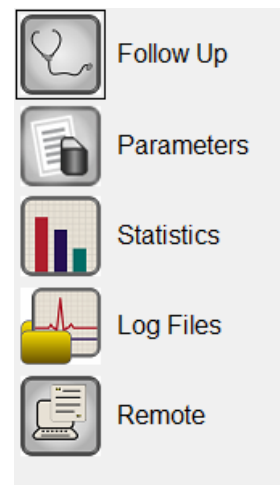 Follow Up
Parameters
Statistics
Log Files
Remote